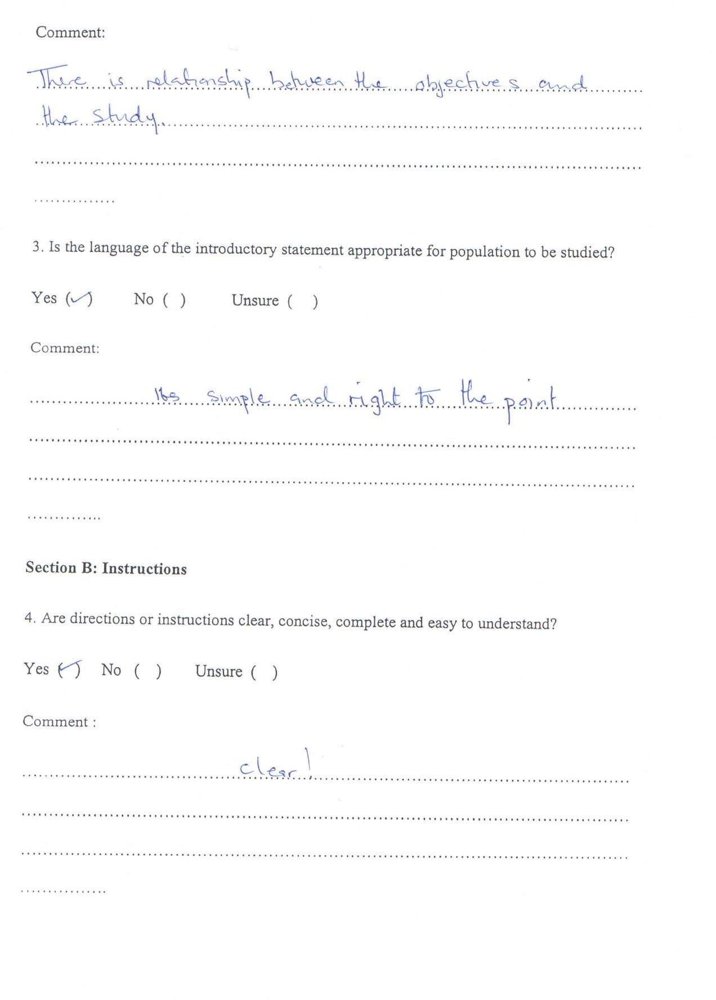 Comment:
There is relationship between the objectives and
the study.
3. Is the language of the introductory statement appropriate for population to be studied?
Yes (✓) No ( ) Unsure ( )
Comment:
Its simple and right to the point
Section B: Instructions
4. Are directions or instructions clear, concise, complete and easy to understand?
Yes (✓) No ( ) Unsure ( )
Comment :
clear!